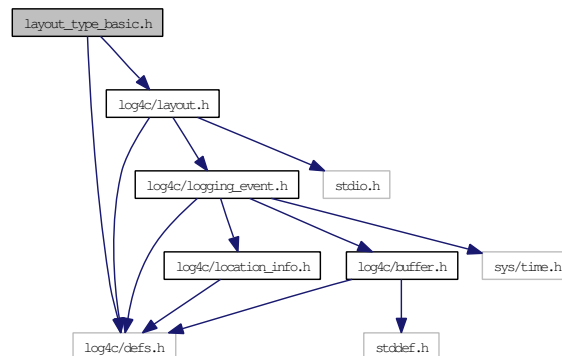 layout_type_basic.h
log4c/layout.h
log4c/logging_event.h
stdio.h
log4c/location_info.h
log4c/buffer.h
sys/time.h
log4c/defs.h
stddef.h